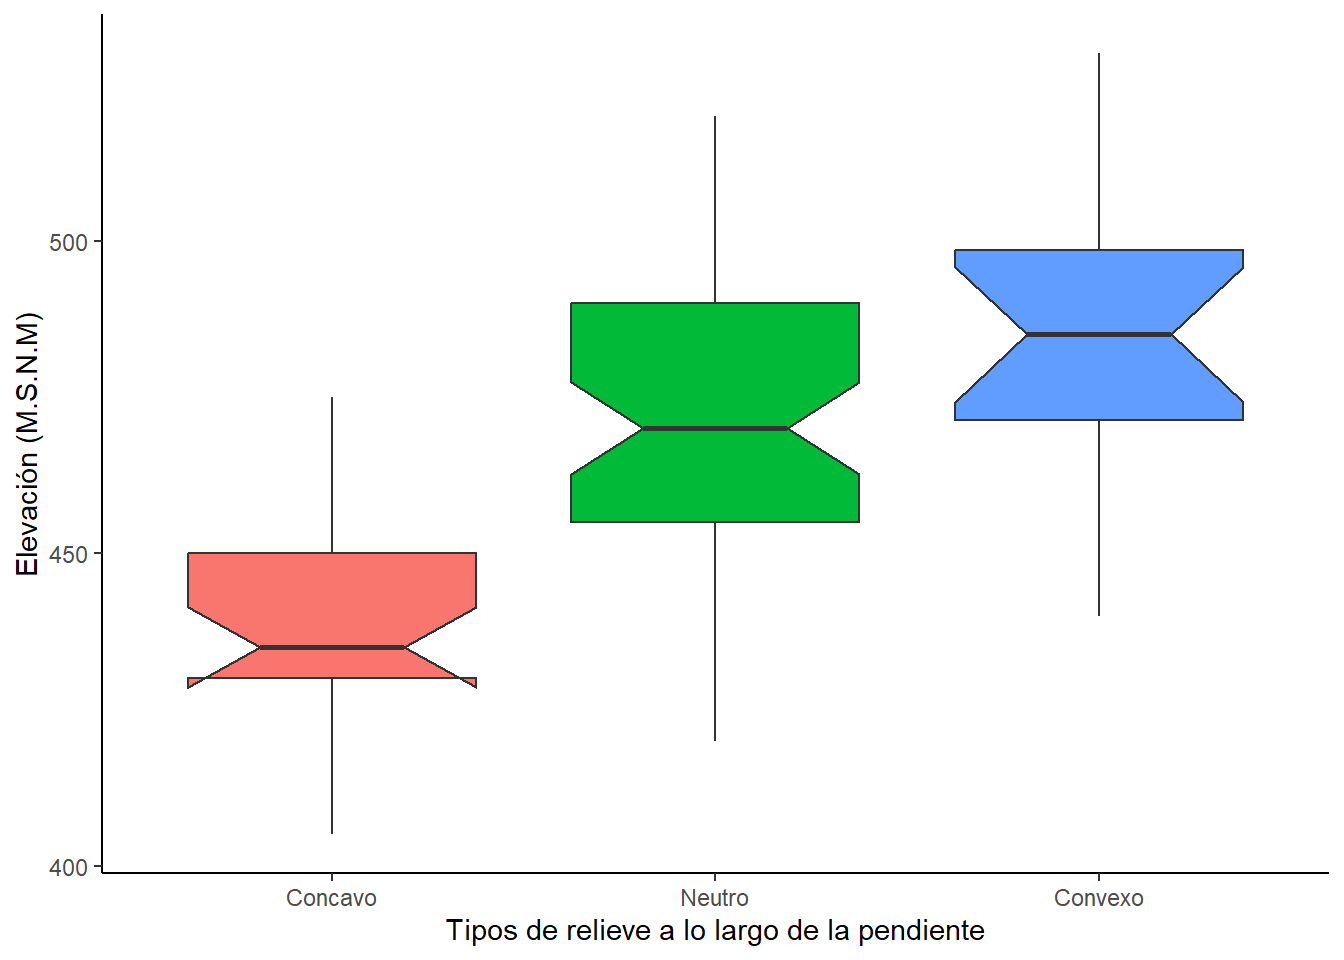 Elevación (M.S.N.M)
500
450
400
Concavo Neutro Convexo
Tipos de relieve a lo largo de la pendiente